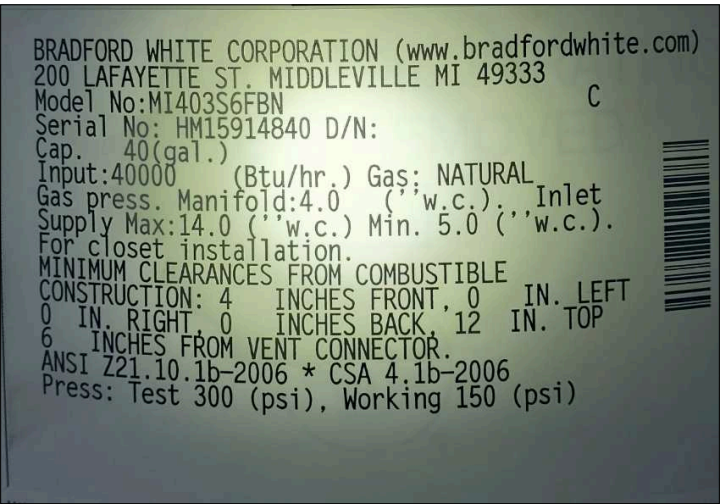 BRADFORD WHITE CORPORATION (www.bradfordwhite.com)
200 LAFAYETTE ST. MIDDLEVILLE MI 49333
Model No:MI403S6FBN C
Serial No: HM15914840 D/N:
Cap. 40(gal.)
Input:40000 (Btu/hr.) Gas: NATURAL
Gas press. Manifold:4.0 (''w.c.). Inlet
Supply Max:14.0 (''w.c.) Min. 5.0 (''w.c.).
For closet installation.
MINIMUM CLEARANCES FROM COMBUSTIBLE
CONSTRUCTION: 4 INCHES FRONT, 0 IN. LEFT
0 IN. RIGHT, 0 INCHES BACK, 12 IN. TOP
6 INCHES FROM VENT CONNECTOR.
ANSI Z21.10.1b-2006 * CSA 4.1b-2006
Press: Test 300 (psi), Working 150 (psi)